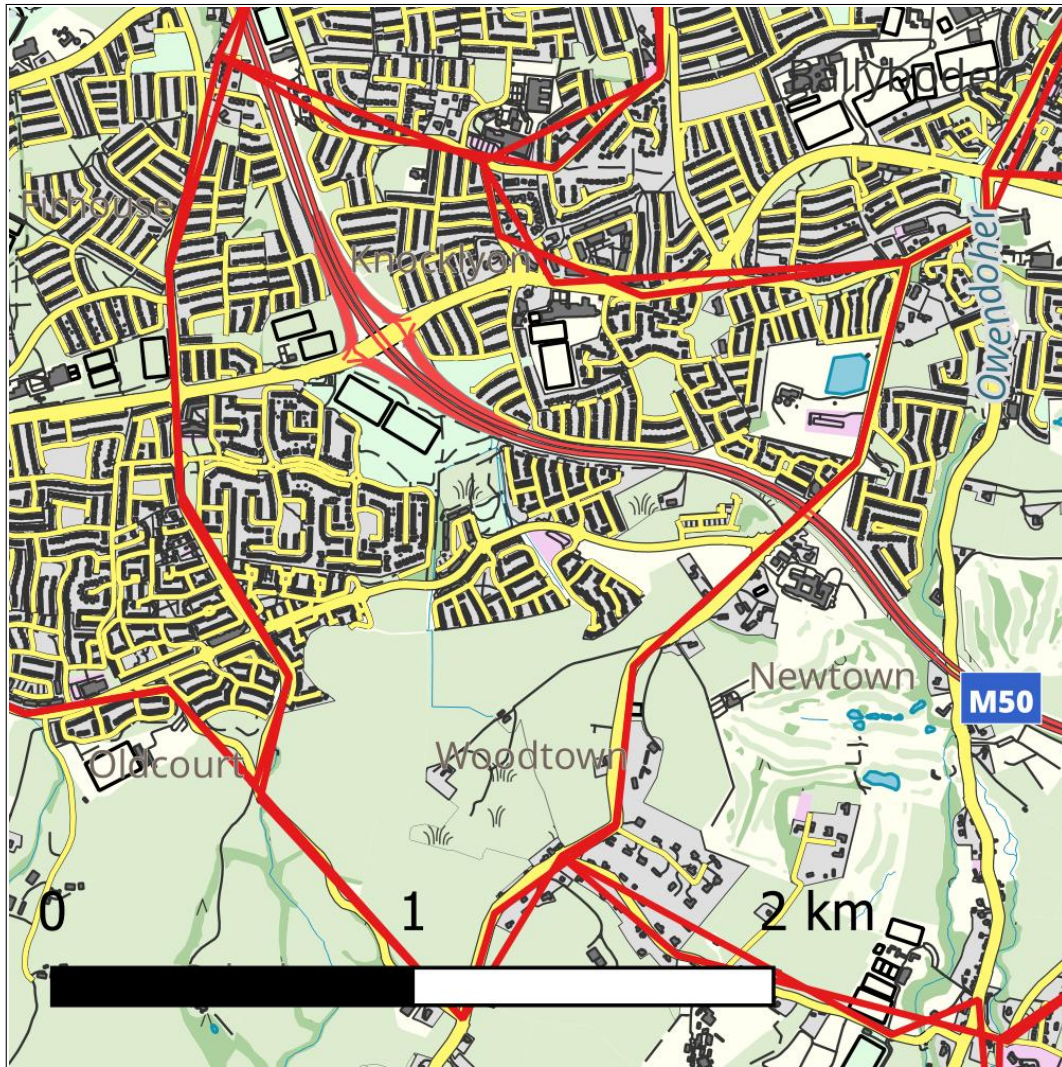 Ballyboden
Firhouse
Knocklyon
Owendoher
Newtown
M50
Woodtown
Oldcourt
0 1 2 km